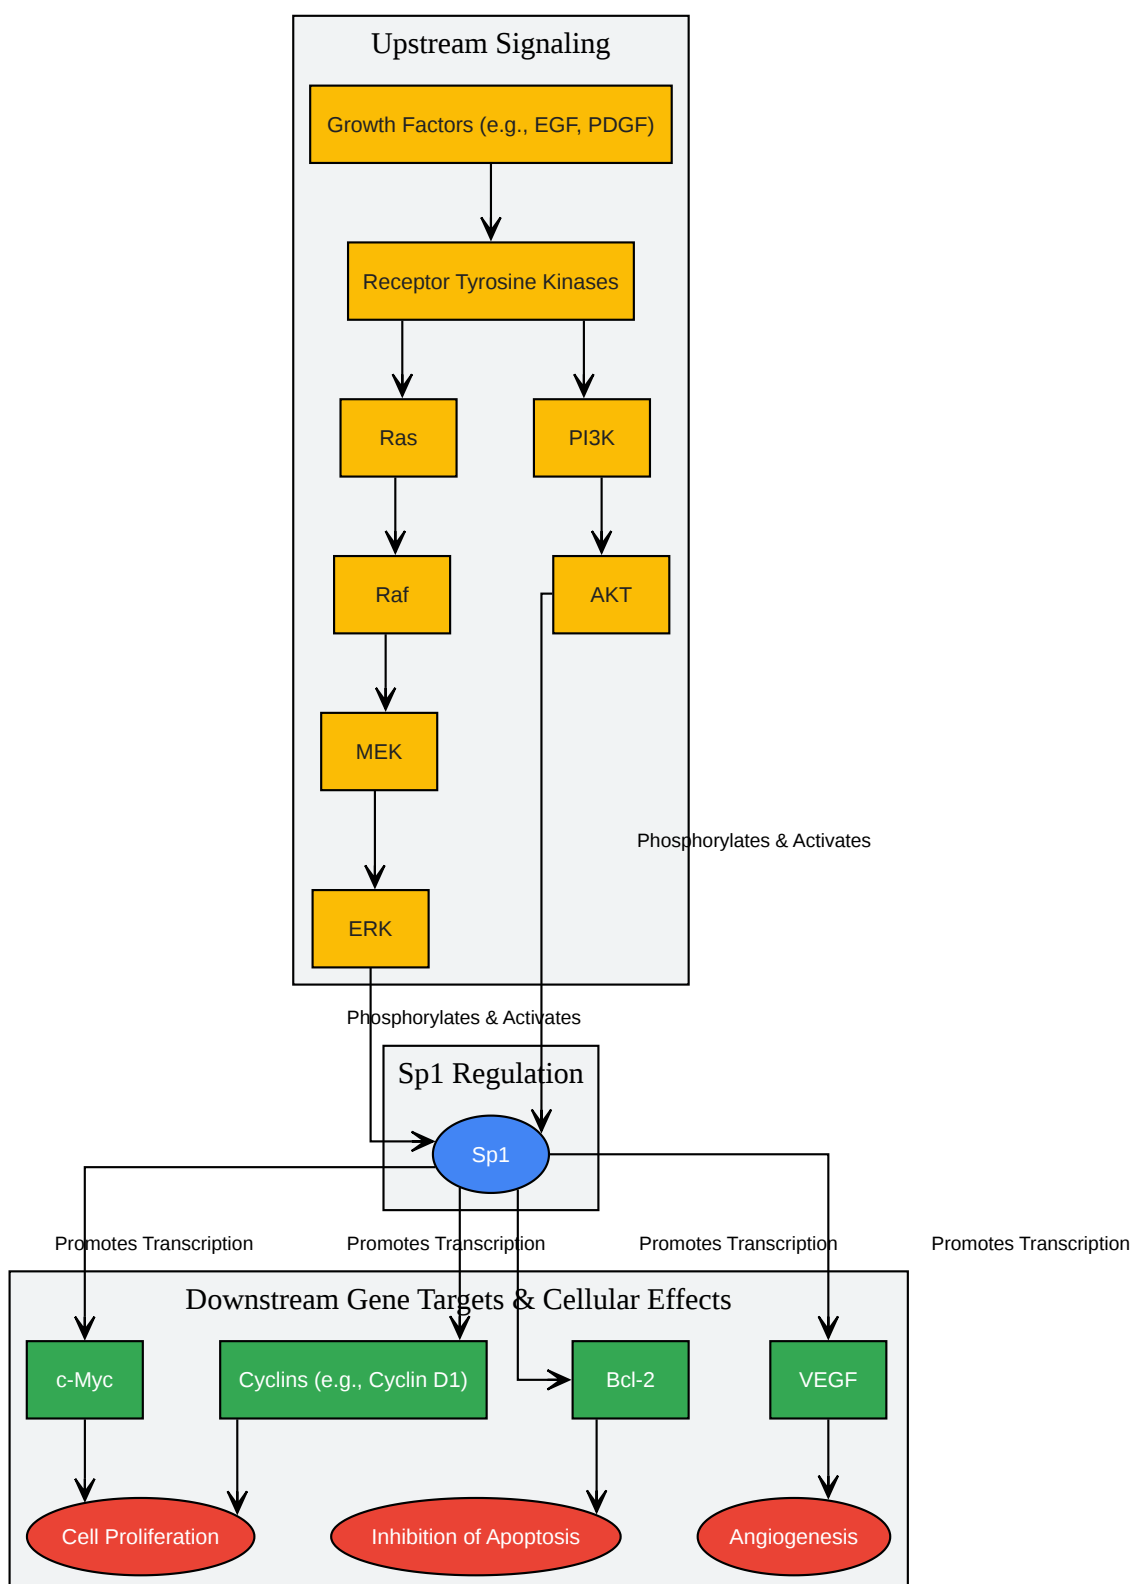 Upstream Signaling
Growth Factors (e.g., EGF, PDGF)
Receptor Tyrosine Kinases
Ras
PI3K
Raf
AKT
MEK
Phosphorylates & Activates
ERK
Phosphorylates & Activates
Sp1 Regulation
Sp1
Promotes Transcription
Promotes Transcription
Promotes Transcription
Promotes Transcription
Downstream Gene Targets & Cellular Effects
c-Myc
Cyclins (e.g., Cyclin D1)
Bcl-2
VEGF
Cell Proliferation
Inhibition of Apoptosis
Angiogenesis